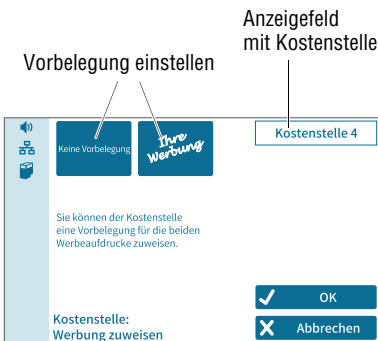 Anzeigefeld
mit Kostenstelle
Vorbelegung einstellen
Keine Vorbelegung
Ihre
Werbung
Kostenstelle 4
Sie können der Kostenstelle
eine Vorbelegung für die beiden
Werbeaufdrucke zuweisen.
OK
Kostenstelle:
Werbung zuweisen
Abbrechen